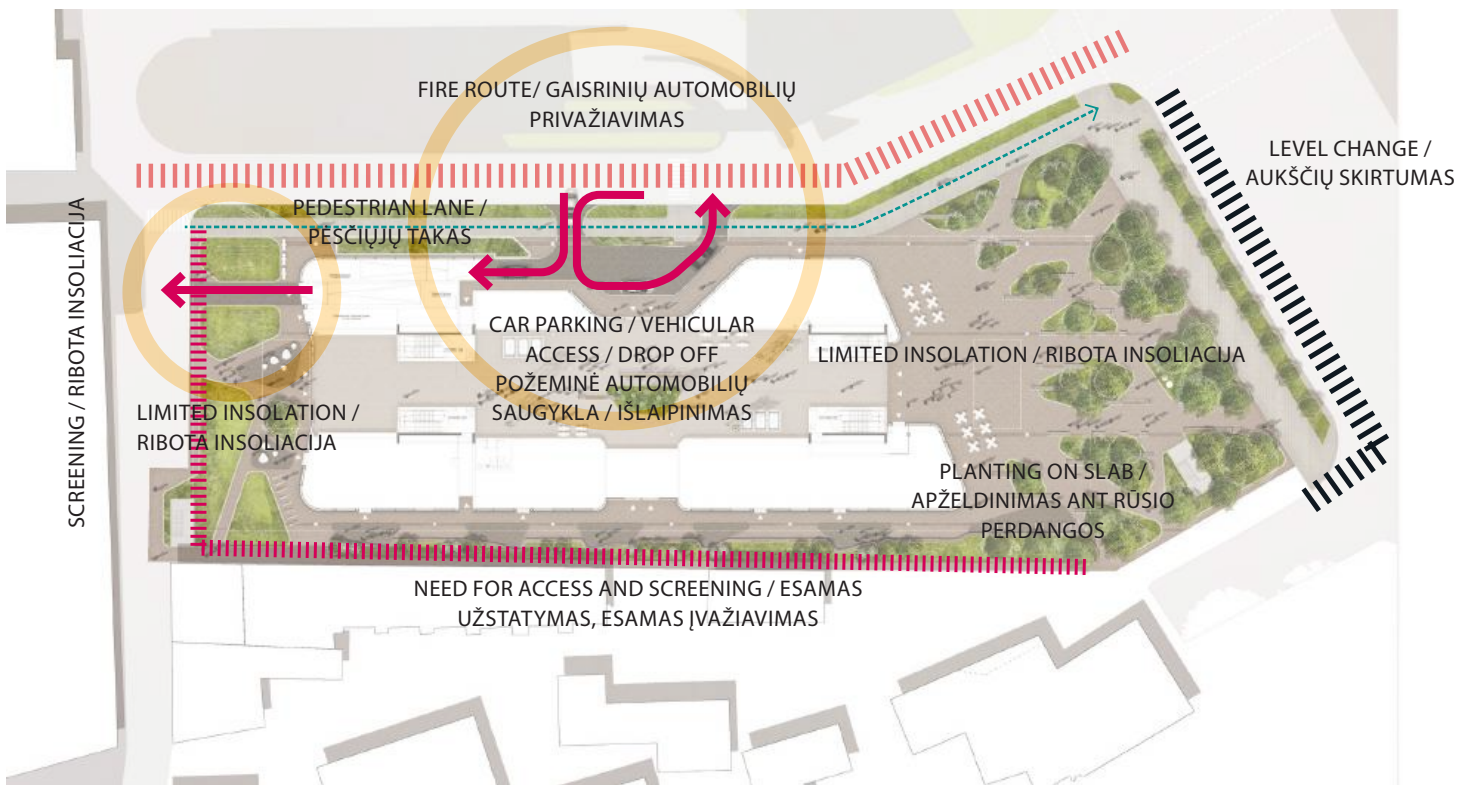 FIRE ROUTE/ GAISRINIŲ AUTOMOBILIŲ
PRIVAŽIAVIMAS
LEVEL CHANGE /
AUKŠČIŲ SKIRTUMAS
PEDESTRIAN LANE /
PĖSČIŲJŲ TAKAS
SCREENING / RIBOTA INSOLIACIJA
CAR PARKING / VEHICULAR
ACCESS / DROP OFF
POŽEMINĖ AUTOMOBILIŲ
SAUGYKLA / IŠLAIPINIMAS
LIMITED INSOLATION / RIBOTA INSOLIACIJA
LIMITED INSOLATION /
RIBOTA INSOLIACIJA
PLANTING ON SLAB /
APŽELDINIMAS ANT RŪSIO
PERDANGOS
NEED FOR ACCESS AND SCREENING / ESAMAS
UŽSTATYMAS, ESAMAS ĮVAŽIAVIMAS